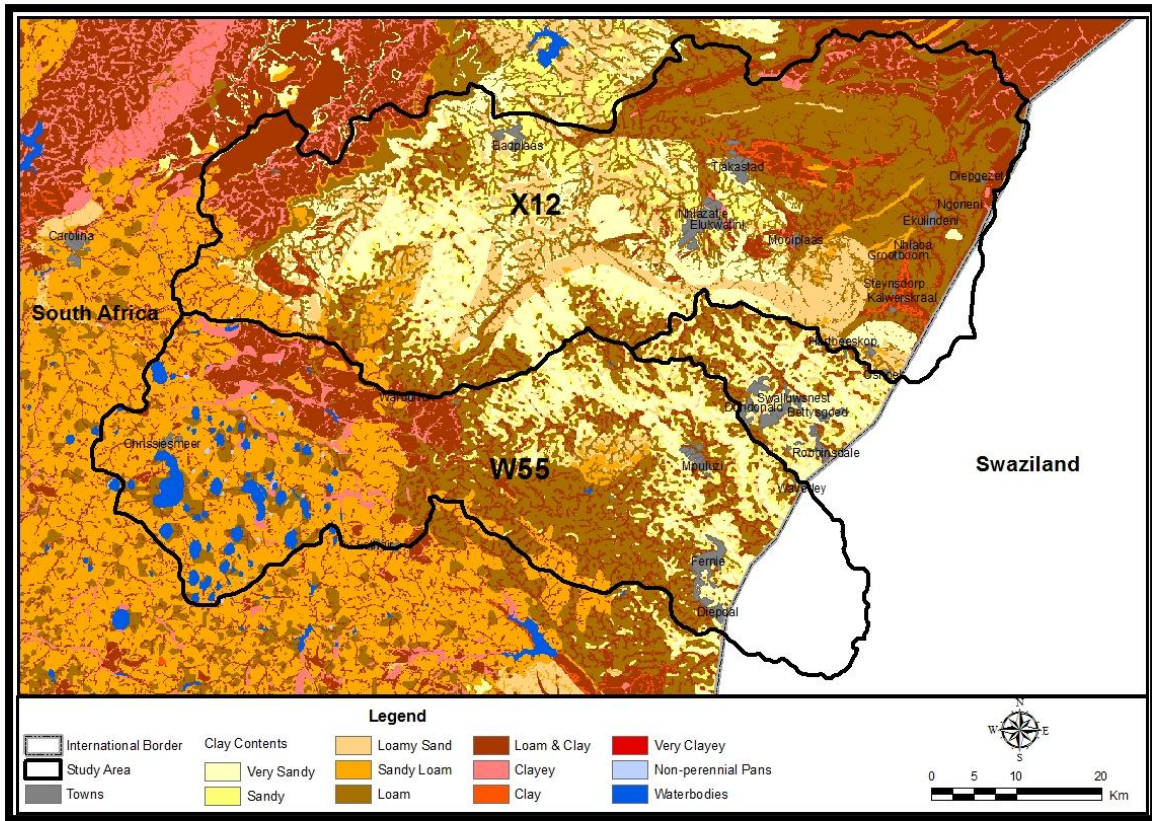 Badplaas
Tjakastad
X12
Diepgezet
Nhlazatje
Elukwatini
Ngoneni
Ekulindeni
Carolina
Mooiplaas
Nhlaba
Grootboom
Steynsdorp
Kalwerskraal
South Africa
Hartbeeskop
Swallowsnest
Dundonald
Bettysgoed
Chrissiesmeer
Robbinsdale
W55
Mpuluzi
Swaziland
Waverley
Fernie
Diepdal
Legend
International Border
Study Area
Towns
Clay Contents
Very Sandy
Sandy
Loamy Sand
Sandy Loam
Loam
Loam & Clay
Clayey
Clay
Very Clayey
Non-perennial Pans
Waterbodies
N
W E
S
0 5 10 20
Km